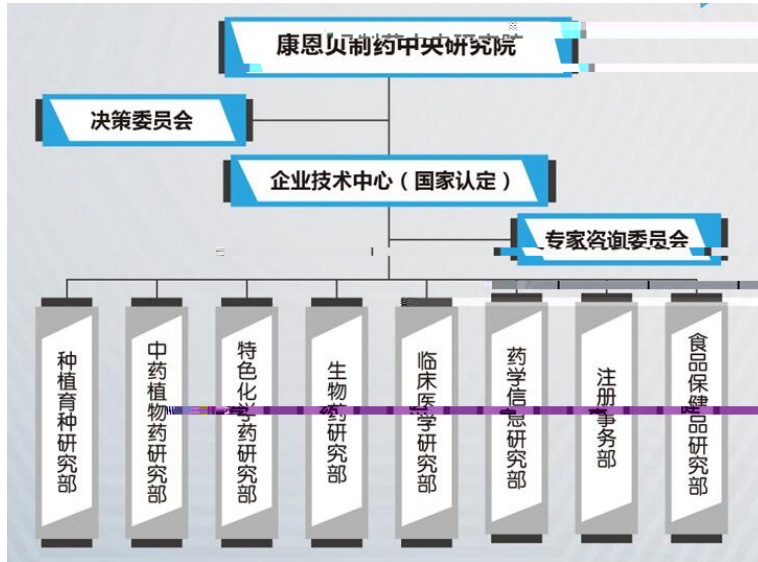 康恩贝制药中央研究院
决策委员会
企业技术中心（国家认定）
专家咨询委员会
种植育种研究部
中药植物药研究部
特色化学药研究部
生物药研究部
临床医学研究部
药学信息研究部
注册事务部
食品保健品研究部